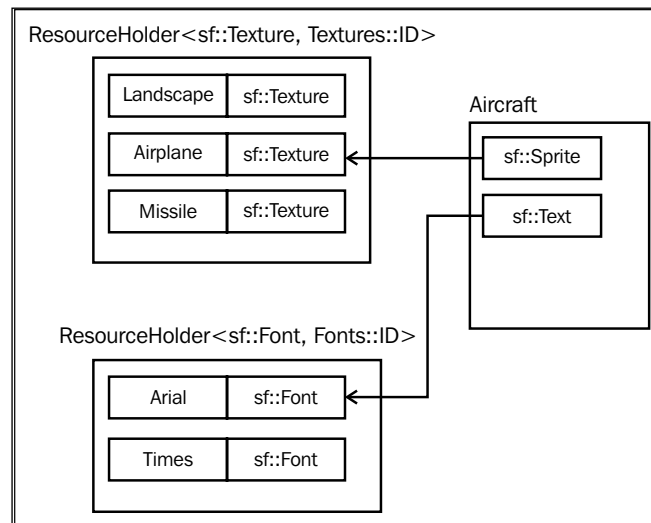 ResourceHolder<sf::Texture, Textures::ID>
Landscape sf::Texture
Airplane sf::Texture
Missile sf::Texture
Aircraft
sf::Sprite
sf::Text
ResourceHolder<sf::Font, Fonts::ID>
Arial sf::Font
Times sf::Font